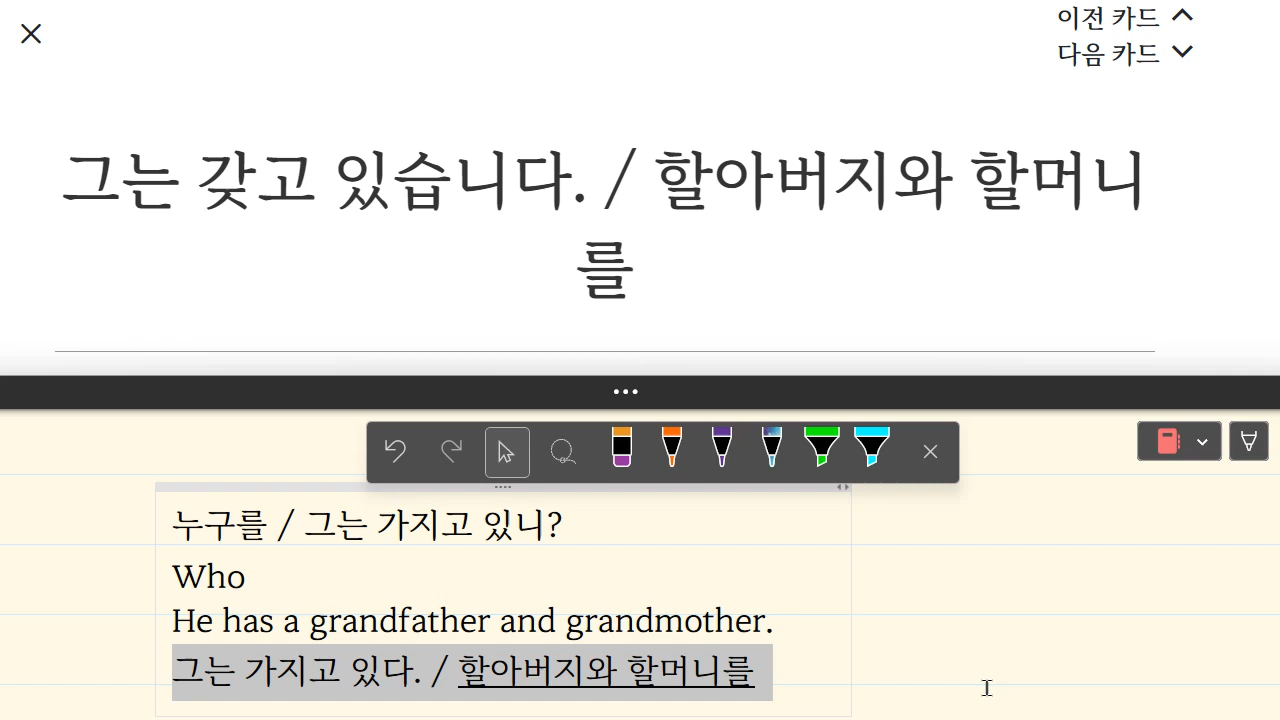 이전 카드
다음 카드
그는 갖고 있습니다. / 할아버지와 할머니
를
누구를 / 그는 가지고 있니?
Who
He has a grandfather and grandmother.
그는 가지고 있다. / 할아버지와 할머니를